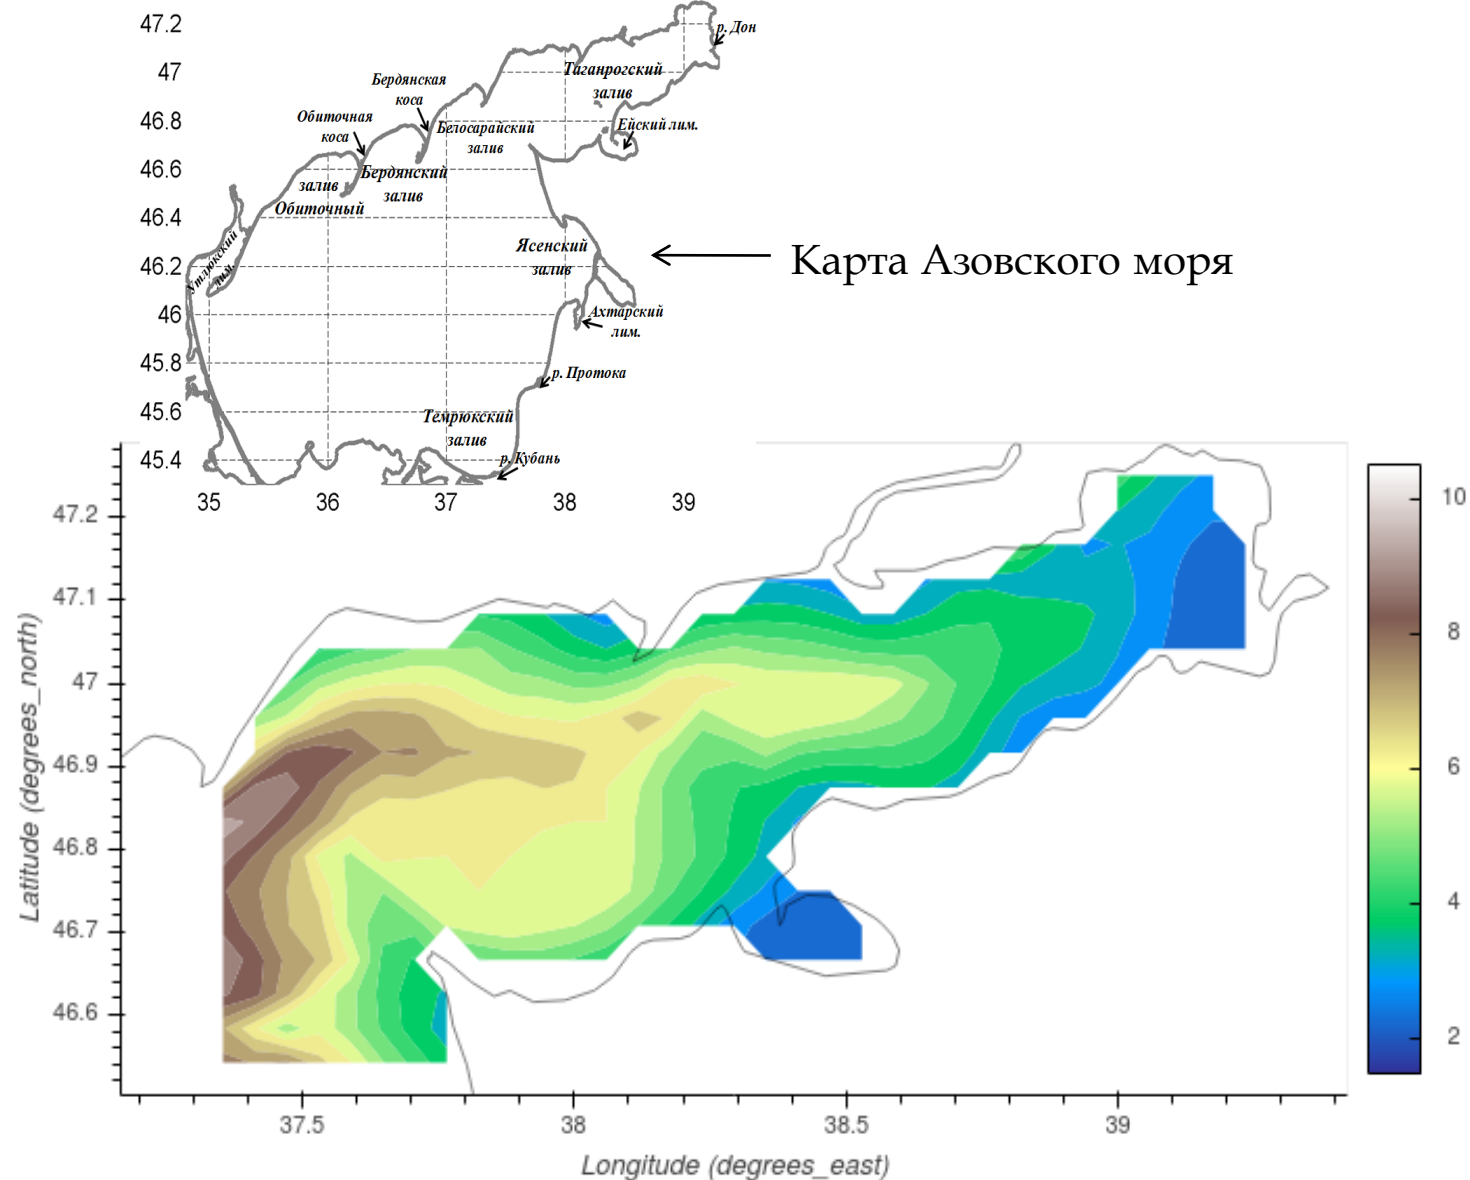 47.2
47
46.8
46.6
46.4
46.2
46
45.8
45.6
45.4
35
36
37
38
39
р. Дон
Таганрогский
залив
Бердянская
коса
Обиточная
коса
Белосарайский
залив
Ейский лим.
Бердянский
залив
залив
Обиточный
Утлюкский
лим.
Ясенский
залив
Ахтарский
лим.
р. Протока
Темрюкский
залив
р. Кубань
Карта Азовского моря
47.2
47.1
47
46.9
46.8
46.7
46.6
Latitude (degrees_north)
37.5
38
38.5
39
Longitude (degrees_east)
10
8
6
4
2